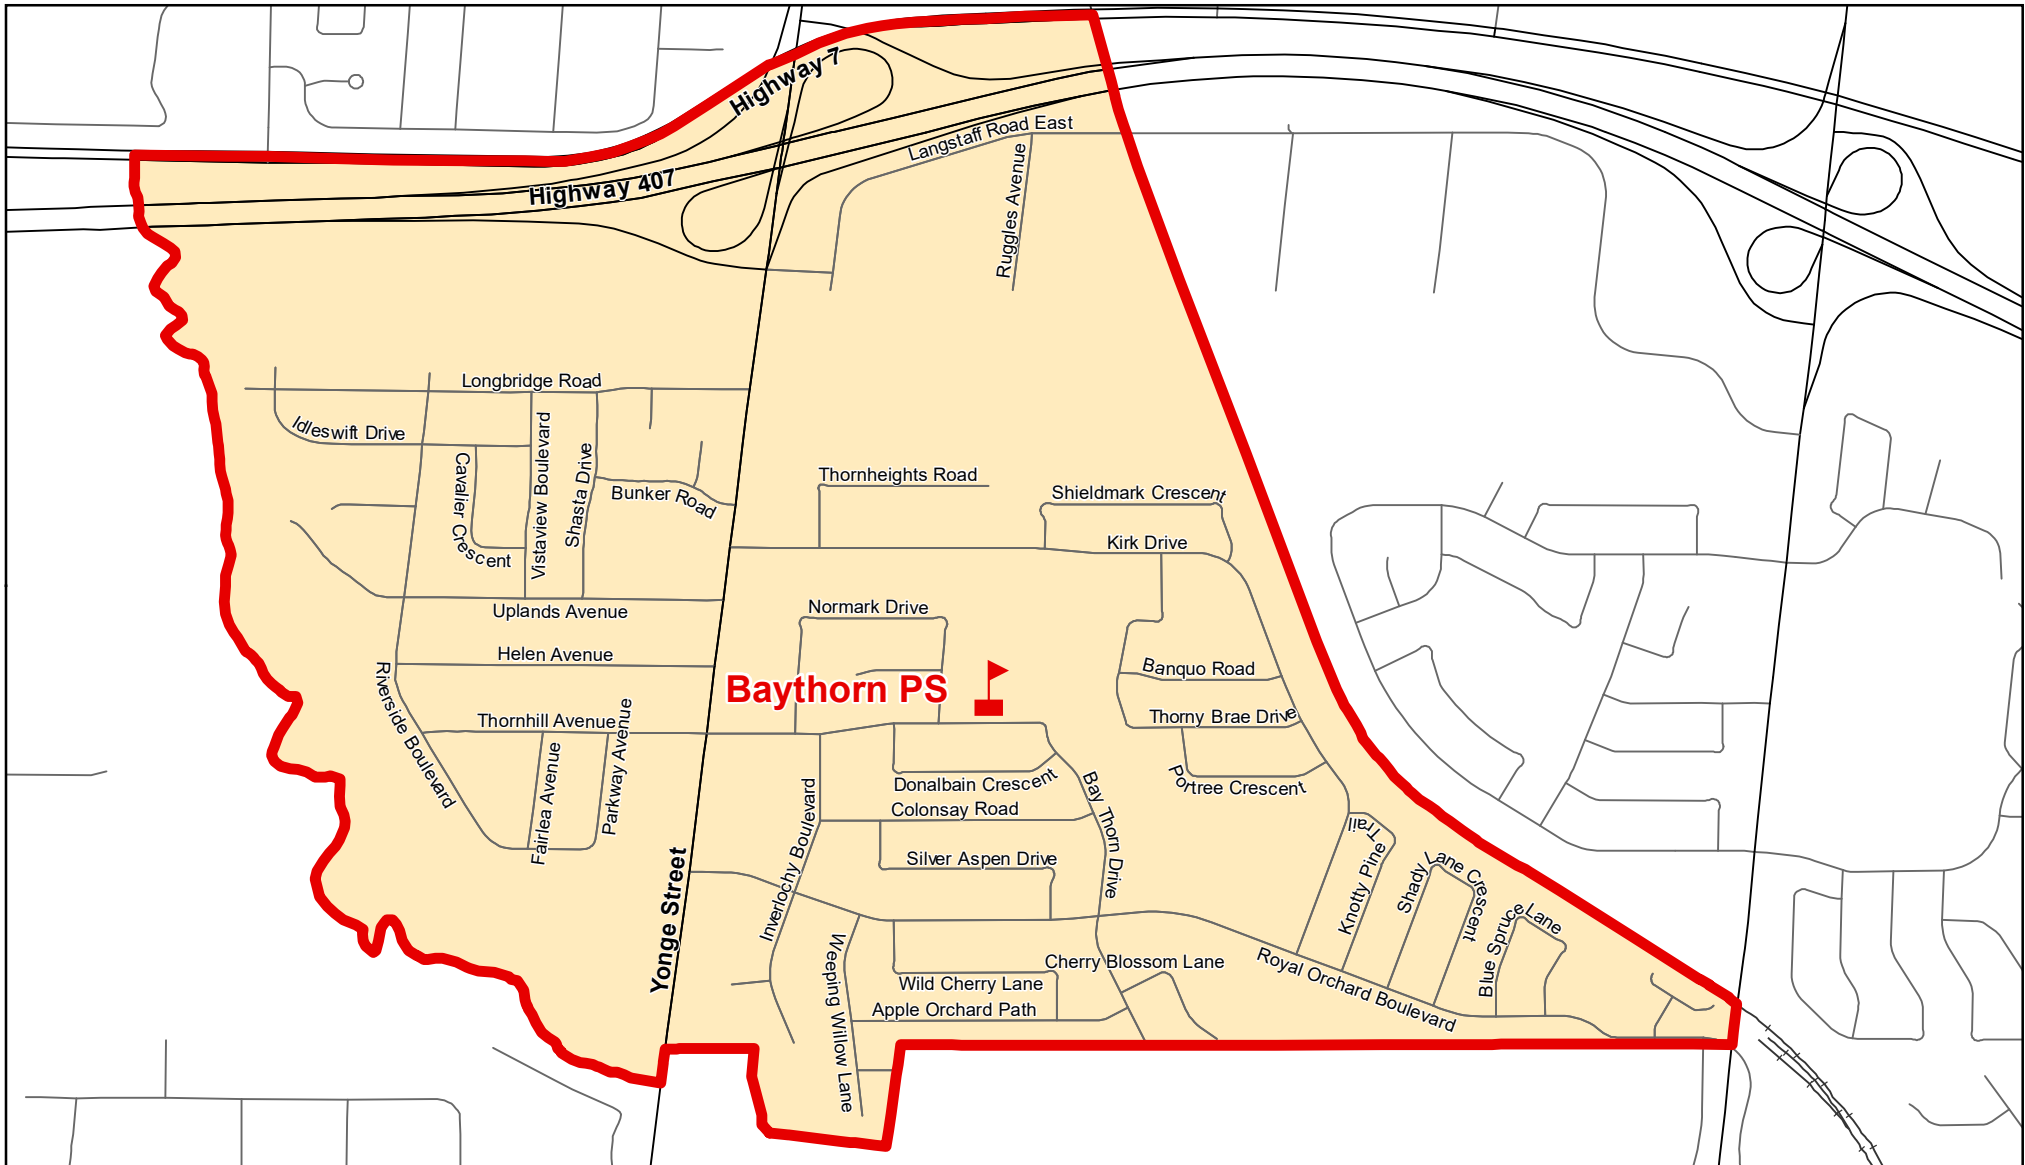 Highway 7
Langstaff Road East
Highway 407
Ruggles Avenue
Longbridge Road
Idleswift Drive
Cavalier Crescent
Vistaview Boulevard
Shasta Drive
Bunker Road
Thornheights Road
Shieldmark Crescent
Kirk Drive
Uplands Avenue
Normark Drive
Helen Avenue
Banquo Road
Riverside Boulevard
Baythorn PS
Thornhill Avenue
Parkway Avenue
Fairlea Avenue
Thorny Brae Drive
Portree Crescent
Donalbain Crescent
Bay Thorn Drive
Colonsay Road
Inverlochy Boulevard
Silver Aspen Drive
Knotty Pine Trail
Shady Lane Crescent
Blue Spruce Lane
Yonge Street
Weeping Willow Lane
Cherry Blossom Lane
Royal Orchard Boulevard
Wild Cherry Lane
Apple Orchard Path